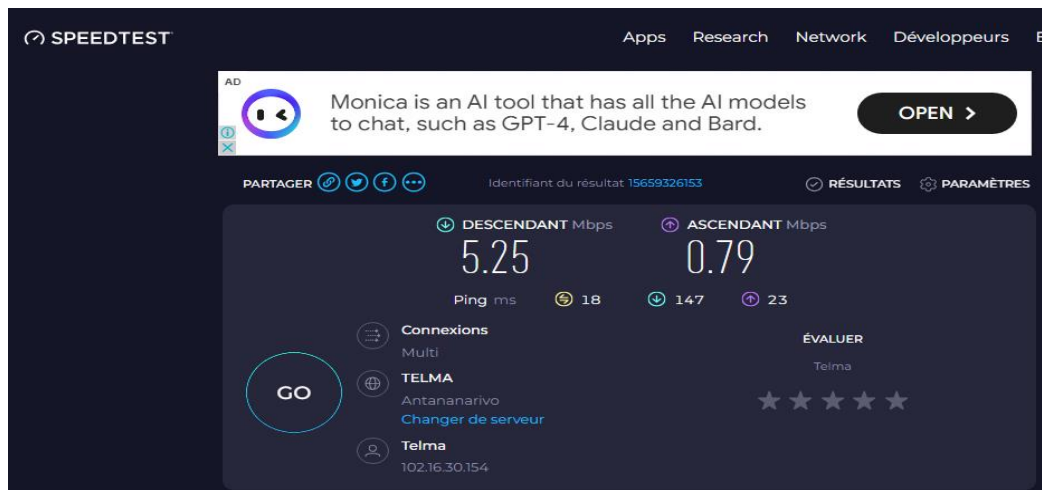 SPEEDTEST
Apps Research Network Développeurs E
AD
Monica is an AI tool that has all the AI models
to chat, such as GPT-4, Claude and Bard.
OPEN >
PARTAGER Identifiant du résultat 15659326153 RÉSULTATS PARAMÈTRES
DESCENDANT Mbps ASCENDANT Mbps
5.25 0.79
Ping ms 18 147 23
Connexions
Multi
TELMA
Antananarivo
Changer de serveur
Telma
102.16.30.154
GO
ÉVALUER
Telma